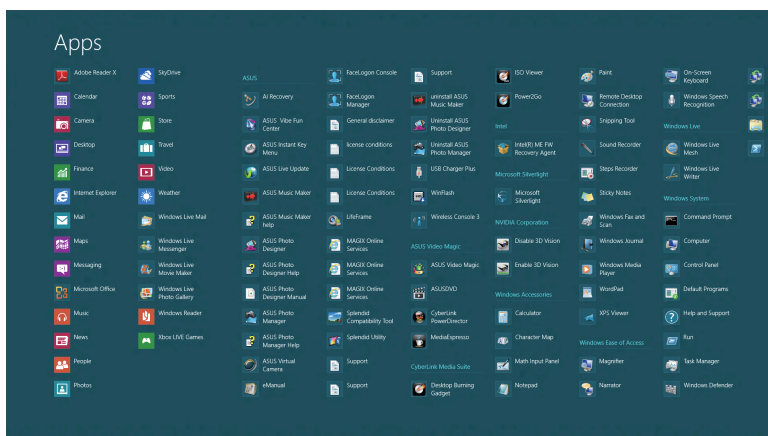 Apps
Adobe Reader X
Calendar
Camera
Desktop
Finance
Internet Explorer
Mail
Maps
Messaging
Microsoft Office
Music
News
People
Photos
SkyDrive
Sports
Store
Travel
Video
Weather
Windows Live Mail
Windows Live
Messenger
Windows Live
Movie Maker
Windows Live
Photo Gallery
Windows Reader
Xbox LIVE Games
ASUS
AI Recovery
ASUS Vibe Fun
Center
ASUS Instant Key
Menu
ASUS Live Update
ASUS Music Maker
ASUS Music Maker
help
ASUS Photo
Designer
ASUS Photo
Designer Help
ASUS Photo
Designer Manual
ASUS Photo
Manager
ASUS Photo
Manager Help
ASUS Virtual
Camera
eManual
FaceLogon Console
FaceLogon
Manager
General disclaimer
license conditions
License Conditions
License Conditions
LifeFrame
MAGIX Online
Services
MAGIX Online
Services
MAGIX Online
Services
Splendid
Compatibility Tool
Splendid Utility
Support
Support
Support
uninstall ASUS
Music Maker
Uninstall ASUS
Photo Designer
Uninstall ASUS
Photo Manager
USB Charger Plus
WinFlash
Wireless Console 3
ASUS Video Magic
ASUS Video Magic
ASUSDVD
CyberLink
PowerDirector
MediaEspresso
CyberLink Media Suite
Desktop Burning
Gadget
ISO Viewer
Power2Go
Intel
Intel(R) ME FW
Recovery Agent
Microsoft Silverlight
Microsoft
Silverlight
NVIDIA Corporation
Disable 3D Vision
Enable 3D Vision
Windows Accessories
Calculator
Character Map
Math Input Panel
Notepad
Paint
Remote Desktop
Connection
Snipping Tool
Sound Recorder
Steps Recorder
Sticky Notes
Windows Fax and
Scan
Windows Journal
Windows Media
Player
WordPad
XPS Viewer
Windows Ease of Access
Magnifier
Narrator
On-Screen
Keyboard
Windows Speech
Recognition
Windows Live
Windows Live
Mesh
Windows Live
Writer
Windows System
Command Prompt
Computer
Control Panel
Default Programs
Help and Support
Run
Task Manager
Windows Defender